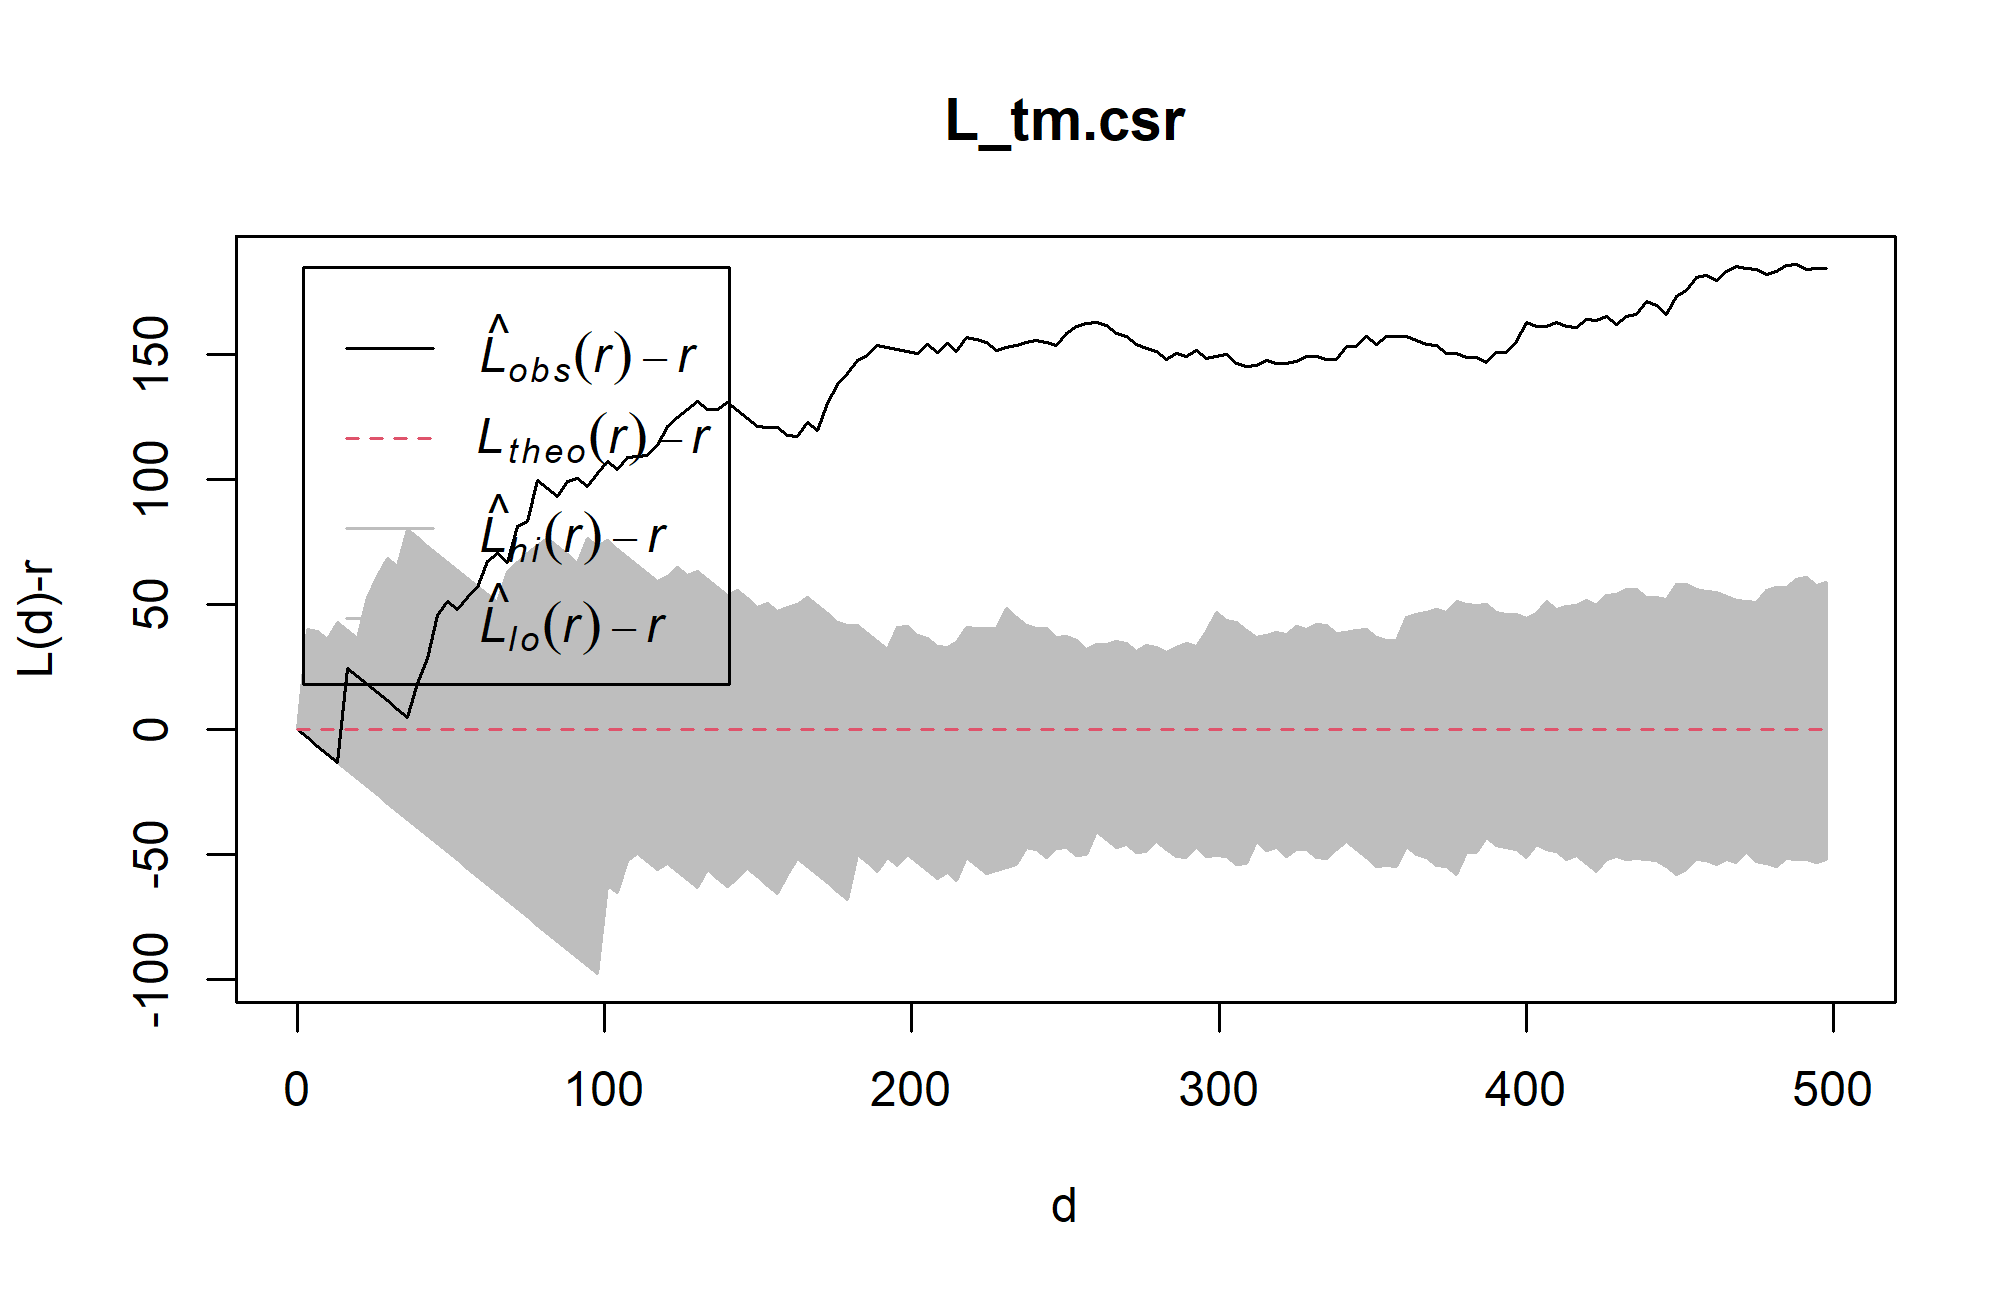 L_tm.csr
L̂obs(r) − r
Ltheo(r) − r
L̂hi(r) − r
L̂lo(r) − r
L(d)-r
150
100
50
0
-50
-100
0 100 200 300 400 500
d